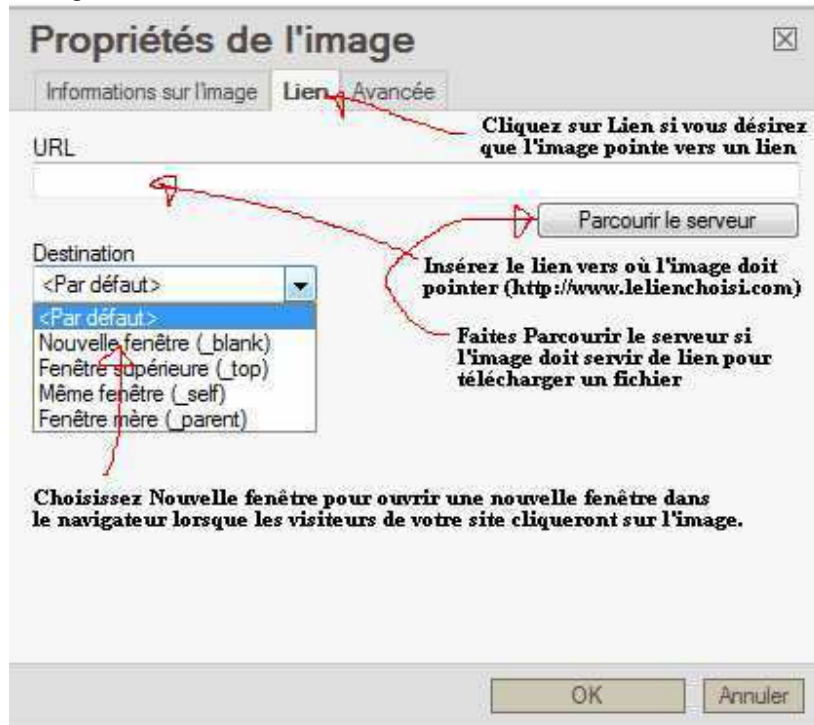 Propriétés de l'image
Informations sur l'image Lien Avancée
Cliquez sur Lien si vous désirez
que l'image pointe vers un lien
URL
Parcourir le serveur
Destination
<Par défaut>
Insérez le lien vers où l'image doit
pointer (http://www.lelienchoisi.com)
<Par défaut>
Nouvelle fenêtre (_blank)
Fenêtre supérieure (_top)
Même fenêtre (_self)
Fenêtre mère (_parent)
Faites Parcourir le serveur si
l'image doit servir de lien pour
télécharger un fichier
Choisissez Nouvelle fenêtre pour ouvrir une nouvelle fenêtre dans
le navigateur lorsque les visiteurs de votre site cliqueront sur l'image.
OK Annuler